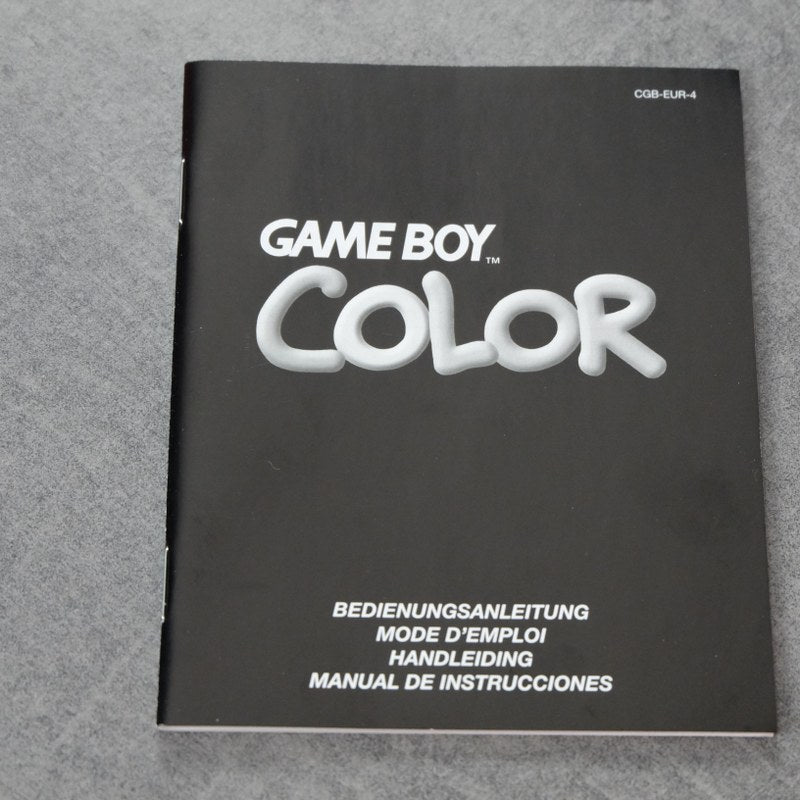 CGB-EUR-4
GAME BOY™
COLOR
BEDIENUNGSANLEITUNG
MODE D'EMPLOI
HANDLEIDING
MANUAL DE INSTRUCCIONES